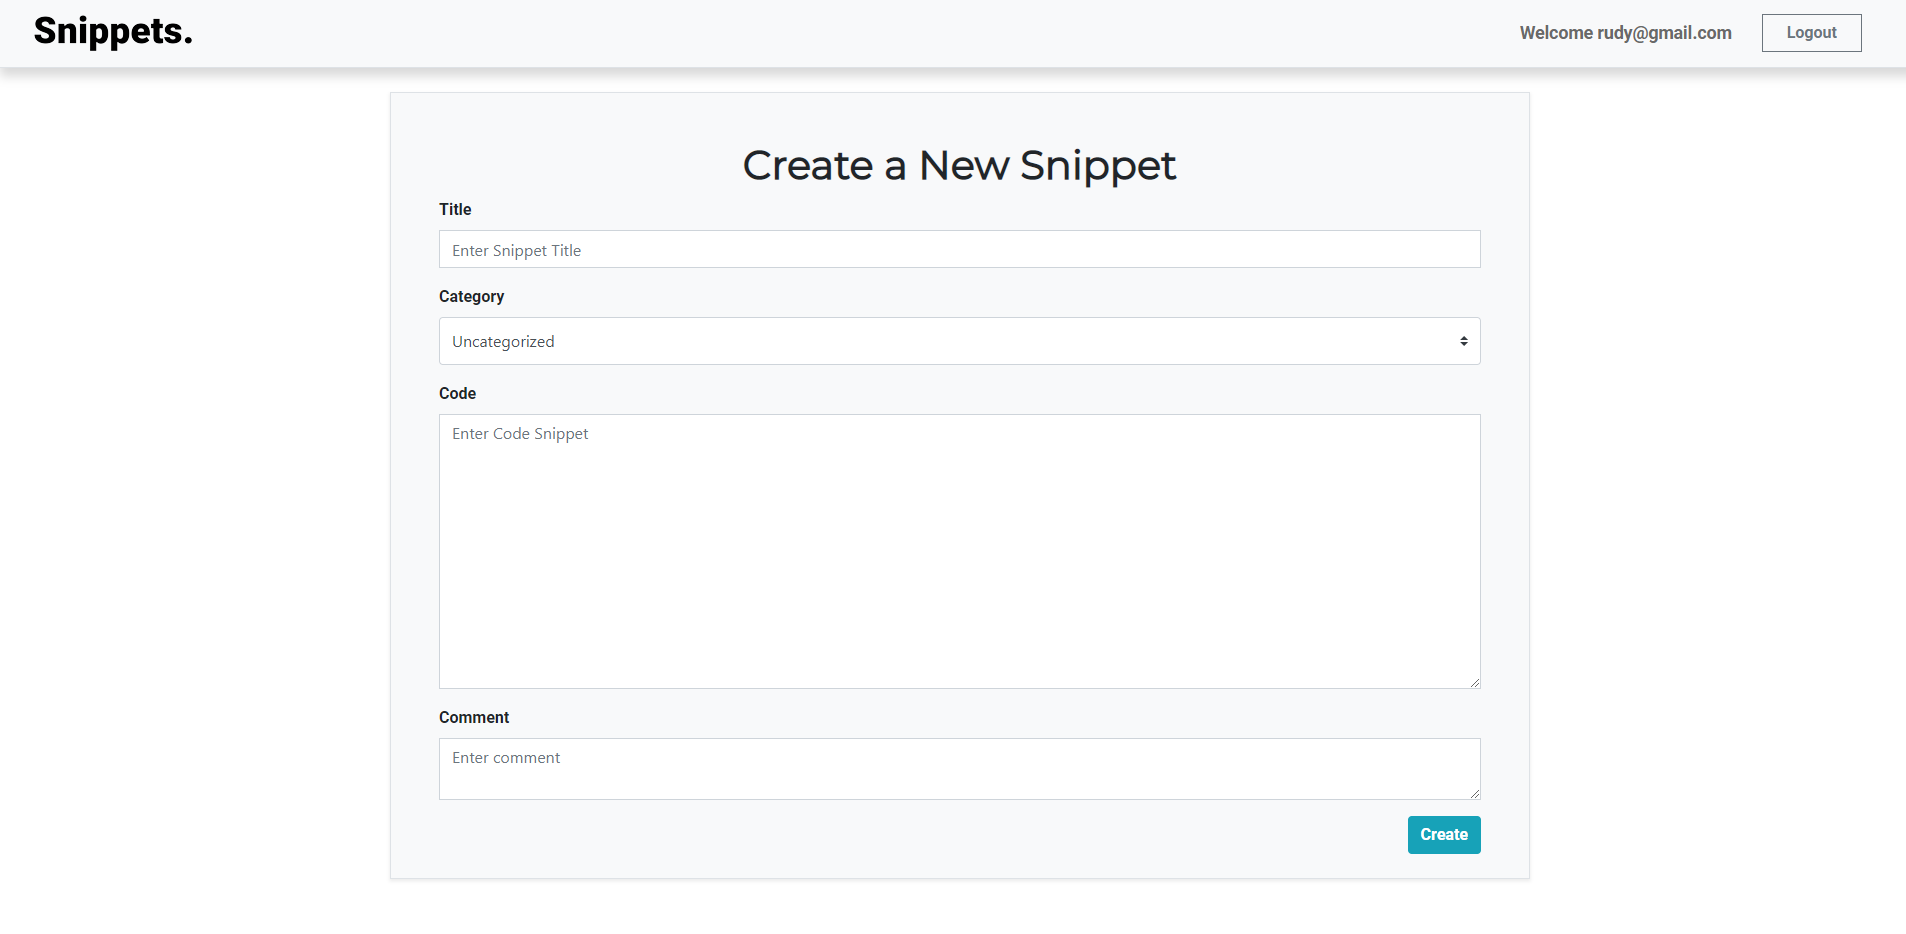 Snippets.
Welcome rudy@gmail.com
Logout
Create a New Snippet
Title
Enter Snippet Title
Category
Uncategorized
Code
Enter Code Snippet
Comment
Enter comment
Create